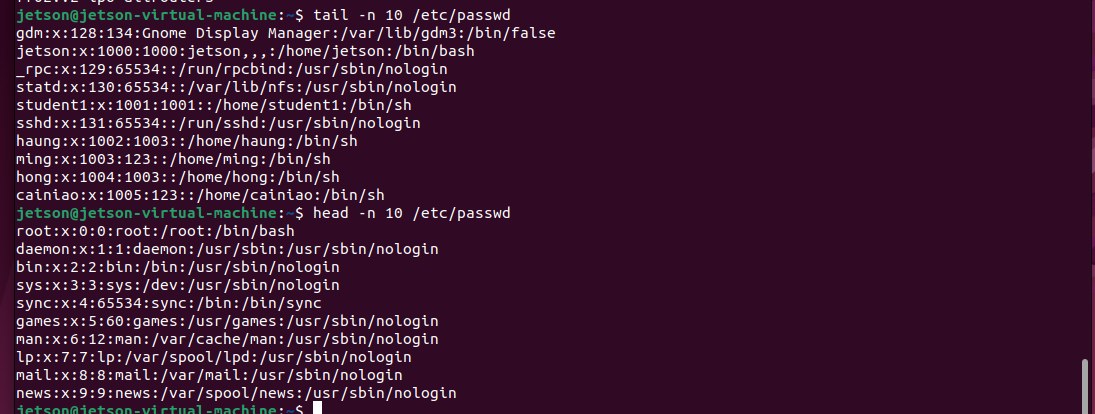 jetson@jetson-virtual-machine:~$ tail -n 10 /etc/passwd
gdm:x:128:134:Gnome Display Manager:/var/lib/gdm3:/bin/false
jetson:x:1000:1000:jetson,,,:/home/jetson:/bin/bash
_rpc:x:129:65534::/run/rpcbind:/usr/sbin/nologin
statd:x:130:65534::/var/lib/nfs:/usr/sbin/nologin
student1:x:1001:1001::/home/student1:/bin/sh
sshd:x:131:65534::/run/sshd:/usr/sbin/nologin
haung:x:1002:1003::/home/haung:/bin/sh
ming:x:1003:123::/home/ming:/bin/sh
hong:x:1004:1003::/home/hong:/bin/sh
cainiao:x:1005:123::/home/cainiao:/bin/sh
jetson@jetson-virtual-machine:~$ head -n 10 /etc/passwd
root:x:0:0:root:/root:/bin/bash
daemon:x:1:1:daemon:/usr/sbin:/usr/sbin/nologin
bin:x:2:2:bin:/bin:/usr/sbin/nologin
sys:x:3:3:sys:/dev:/usr/sbin/nologin
sync:x:4:65534:sync:/bin:/bin/sync
games:x:5:60:games:/usr/games:/usr/sbin/nologin
man:x:6:12:man:/var/cache/man:/usr/sbin/nologin
lp:x:7:7:lp:/var/spool/lpd:/usr/sbin/nologin
mail:x:8:8:mail:/var/mail:/usr/sbin/nologin
news:x:9:9:news:/var/spool/news:/usr/sbin/nologin
jetson@jetson-virtual-machine:~$